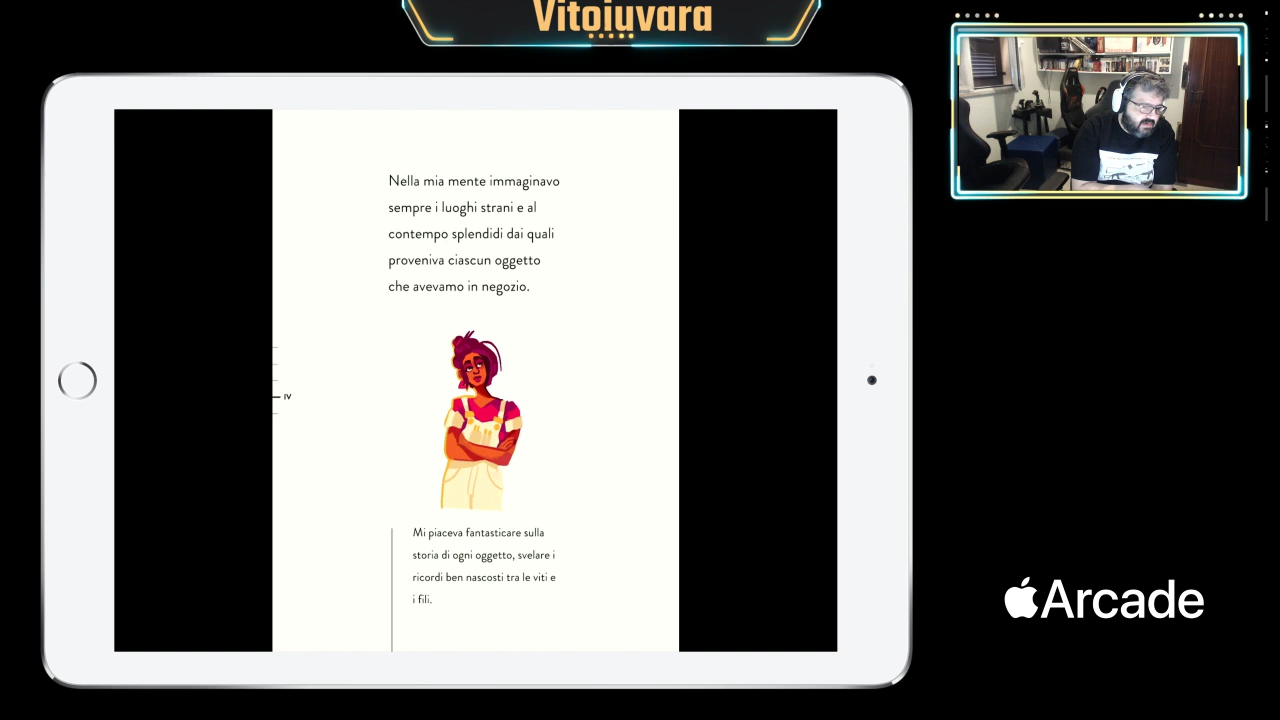 Vitoiuvara
Nella mia mente immaginavo
sempre i luoghi strani e al
contempo splendidi dai quali
proveniva ciascun oggetto
che avevamo in negozio.
IV
Mi piaceva fantasticare sulla
storia di ogni oggetto, svelare i
ricordi ben nascosti tra le viti e
i fili.
Arcade